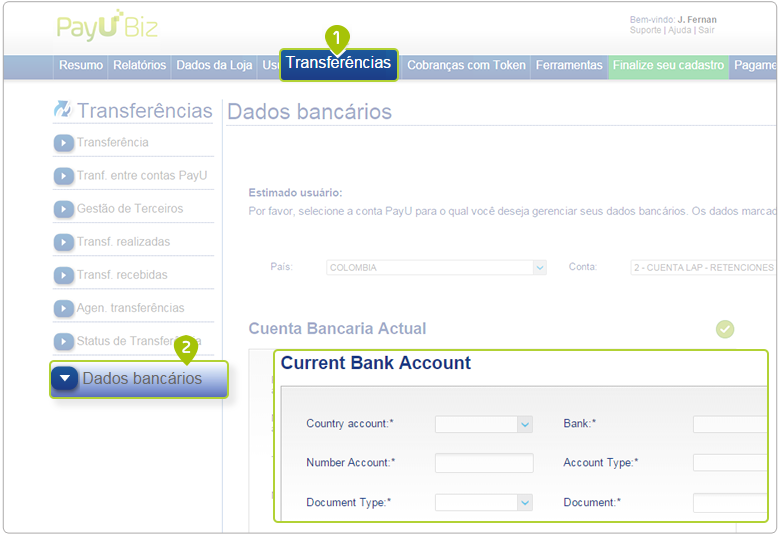 PayU Biz
Bem-vindo: J. Fernan
Suporte | Ajuda | Sair
1
Resumo Relatórios Dados da Loja Usu Transferências Cobranças com Token Ferramentas Finalize seu cadastro Pagame
Transferências
Transferência
Tranf. entre contas PayU
Gestão de Terceiros
Transf. realizadas
Transf. recebidas
Agen. transferências
Status de Transferência
2
Dados bancários
Dados bancários
Estimado usuário:
Por favor, selecione a conta PayU para o qual você deseja gerenciar seus dados bancários. Os dados marcad
País: COLOMBIA Conta: 2 - CUENTA LAP - RETENCIONES
Cuenta Bancaria Actual
Current Bank Account
Country account:* Bank:*
Number Account:* Account Type:*
Document Type:* Document:*